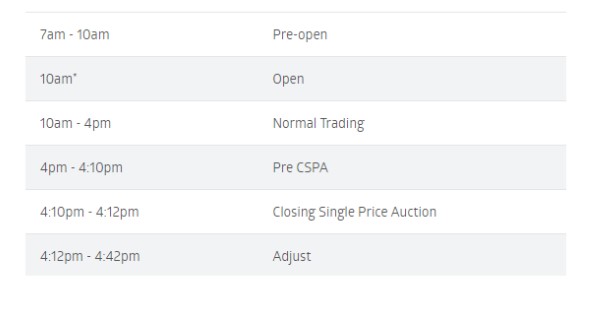 7am - 10am Pre-open
10am* Open
10am - 4pm Normal Trading
4pm - 4:10pm Pre CSPA
4:10pm - 4:12pm Closing Single Price Auction
4:12pm - 4:42pm Adjust